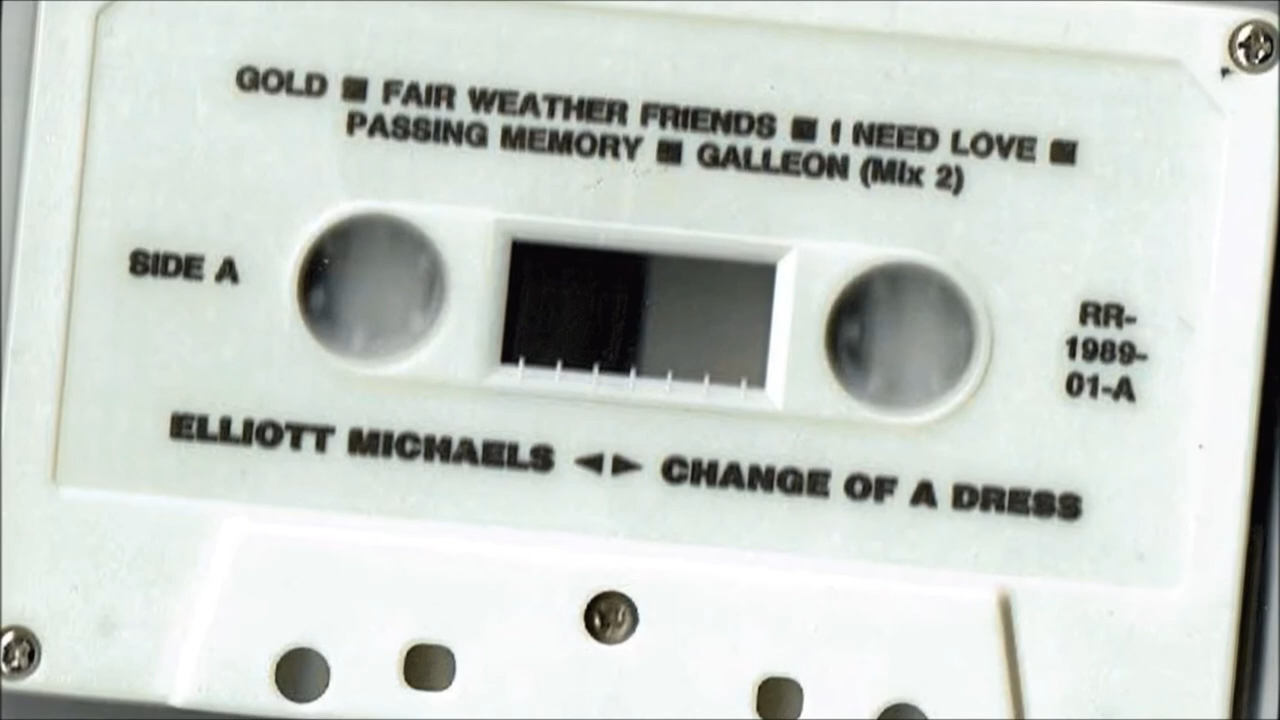 GOLD ■ FAIR WEATHER FRIENDS ■ I NEED LOVE ■
PASSING MEMORY ■ GALLEON (Mix 2)
SIDE A
RR-
1989-
01-A
ELLIOTT MICHAELS ◄► CHANGE OF A DRESS